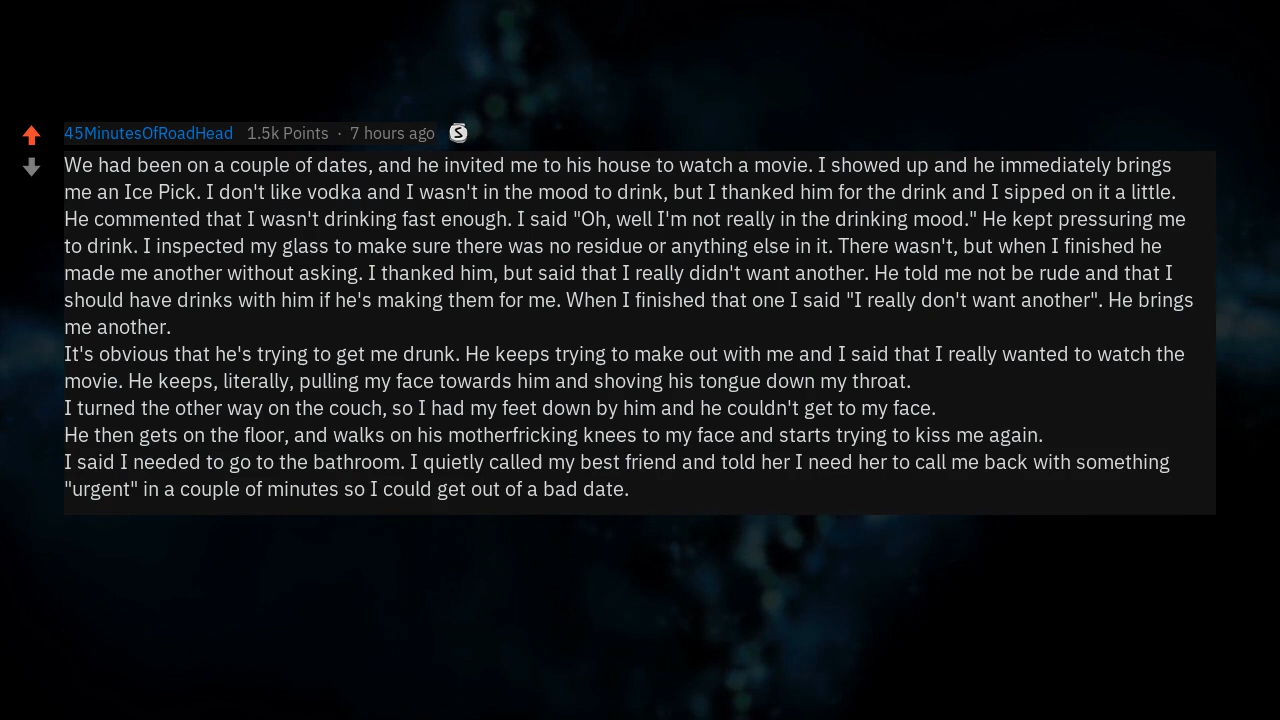 45MinutesOfRoadHead 1.5k Points · 7 hours ago S
We had been on a couple of dates, and he invited me to his house to watch a movie. I showed up and he immediately brings
me an Ice Pick. I don't like vodka and I wasn't in the mood to drink, but I thanked him for the drink and I sipped on it a little.
He commented that I wasn't drinking fast enough. I said "Oh, well I'm not really in the drinking mood." He kept pressuring me
to drink. I inspected my glass to make sure there was no residue or anything else in it. There wasn't, but when I finished he
made me another without asking. I thanked him, but said that I really didn't want another. He told me not be rude and that I
should have drinks with him if he's making them for me. When I finished that one I said "I really don't want another". He brings
me another.
It's obvious that he's trying to get me drunk. He keeps trying to make out with me and I said that I really wanted to watch the
movie. He keeps, literally, pulling my face towards him and shoving his tongue down my throat.
I turned the other way on the couch, so I had my feet down by him and he couldn't get to my face.
He then gets on the floor, and walks on his motherfricking knees to my face and starts trying to kiss me again.
I said I needed to go to the bathroom. I quietly called my best friend and told her I need her to call me back with something
"urgent" in a couple of minutes so I could get out of a bad date.